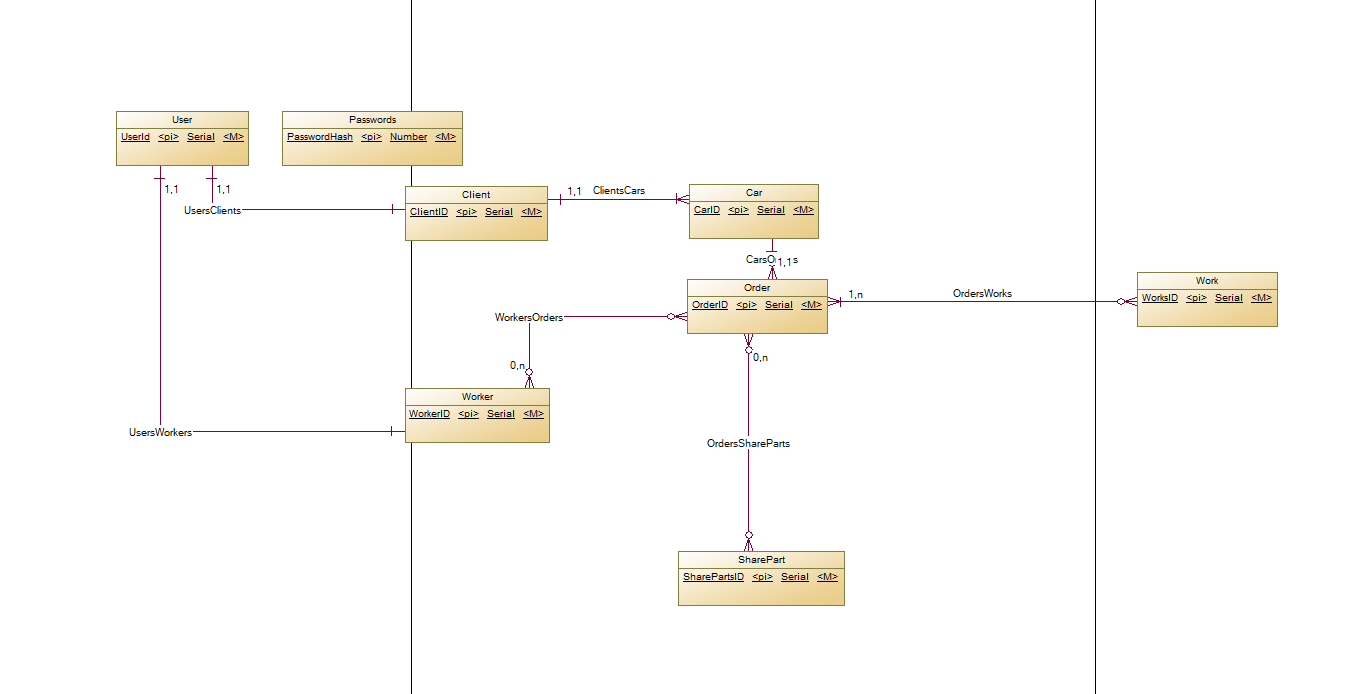 User
UserId <pi> Serial <M>
Passwords
PasswordHash <pi> Number <M>
1,1
1,1
UsersClients
Client
ClientID <pi> Serial <M>
1,1
ClientsCars
Car
CarID <pi> Serial <M>
CarsO
1,1
s
Order
OrderID <pi> Serial <M>
1,n
OrdersWorks
Work
WorksID <pi> Serial <M>
WorkersOrders
0,n
0,n
Worker
WorkerID <pi> Serial <M>
UsersWorkers
OrdersShareParts
SharePart
SharePartsID <pi> Serial <M>